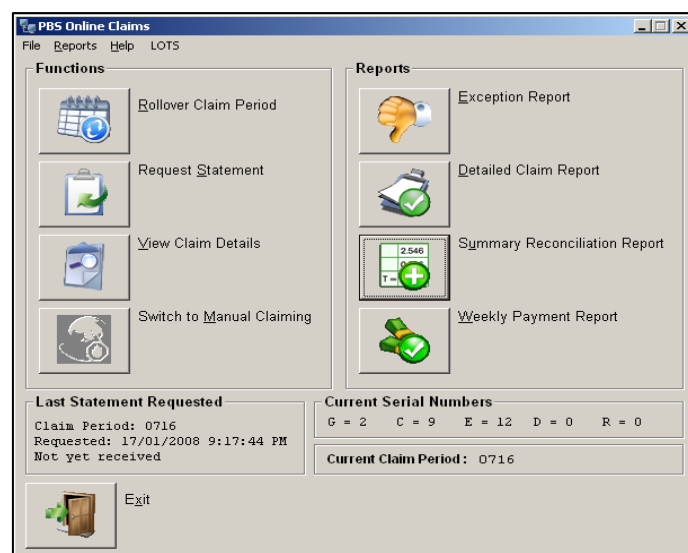 PBS Online Claims
File Reports Help LOTS
Functions
Rollover Claim Period
Request Statement
View Claim Details
Switch to Manual Claiming
Reports
Exception Report
Detailed Claim Report
2.546
T=
Summary Reconciliation Report
Weekly Payment Report
Last Statement Requested
Claim Period: 0716
Requested: 17/01/2008 9:17:44 PM
Not yet received
Current Serial Numbers
G = 2 C = 9 E = 12 D = 0 R = 0
Current Claim Period: 0716
Exit